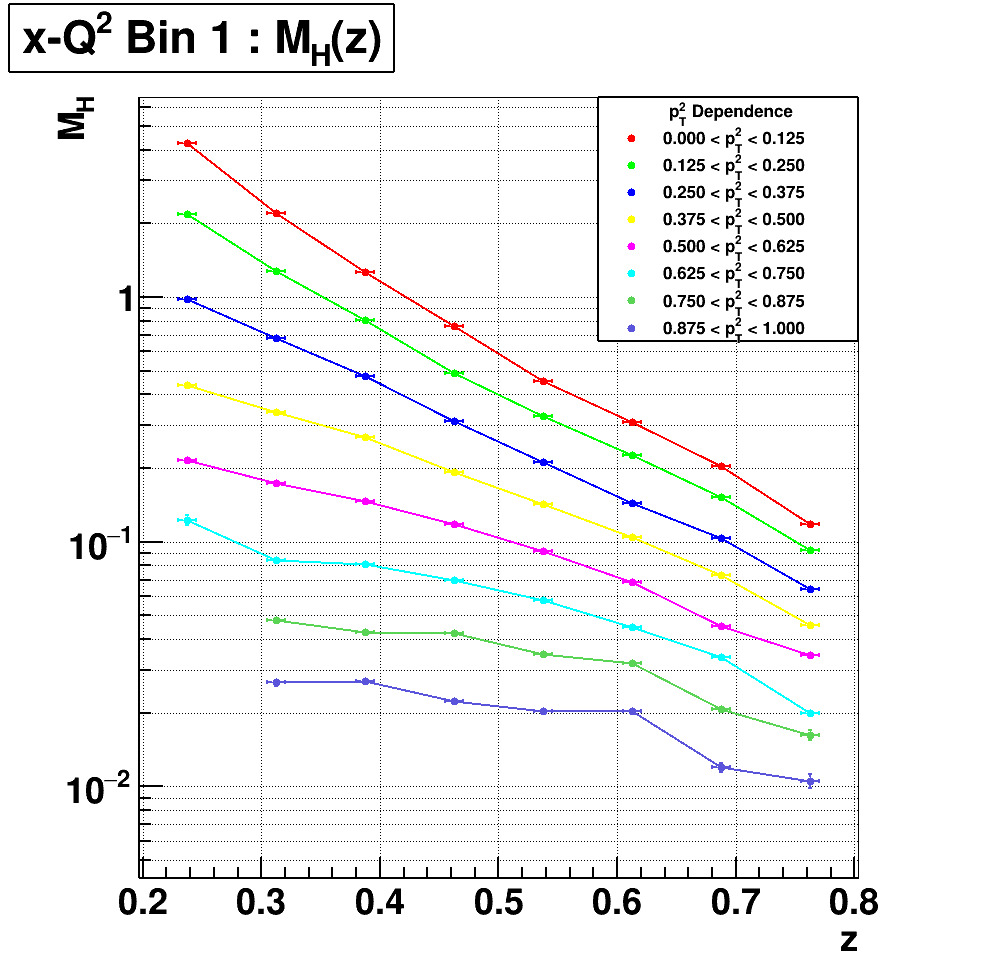 x-Q² Bin 1 : M_H(z)
M_H
p_T² Dependence
0.000 < p_T² < 0.125
0.125 < p_T² < 0.250
0.250 < p_T² < 0.375
0.375 < p_T² < 0.500
0.500 < p_T² < 0.625
0.625 < p_T² < 0.750
0.750 < p_T² < 0.875
0.875 < p_T² < 1.000
1
10⁻¹
10⁻²
0.2 0.3 0.4 0.5 0.6 0.7 0.8
z